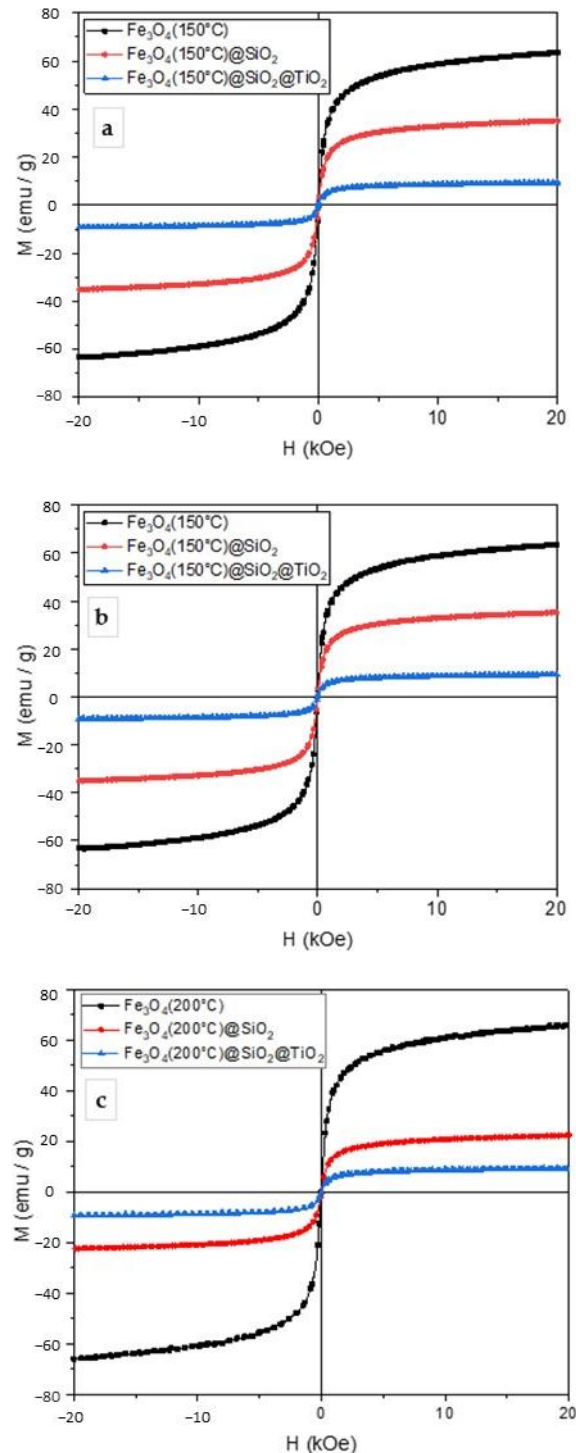 80
Fe3O4(150°C)
Fe3O4(150°C)@SiO2
Fe3O4(150°C)@SiO2@TiO2
60
40
20
0
−20
−40
−60
−80
a
M (emu / g)
−20 −10 0 10 20
H (kOe)
80
Fe3O4(150°C)
Fe3O4(150°C)@SiO2
Fe3O4(150°C)@SiO2@TiO2
60
40
20
0
−20
−40
−60
−80
b
M (emu / g)
−20 −10 0 10 20
H (kOe)
80
Fe3O4(200°C)
Fe3O4(200°C)@SiO2
Fe3O4(200°C)@SiO2@TiO2
60
40
20
0
−20
−40
−60
−80
c
M (emu / g)
−20 −10 0 10 20
H (kOe)